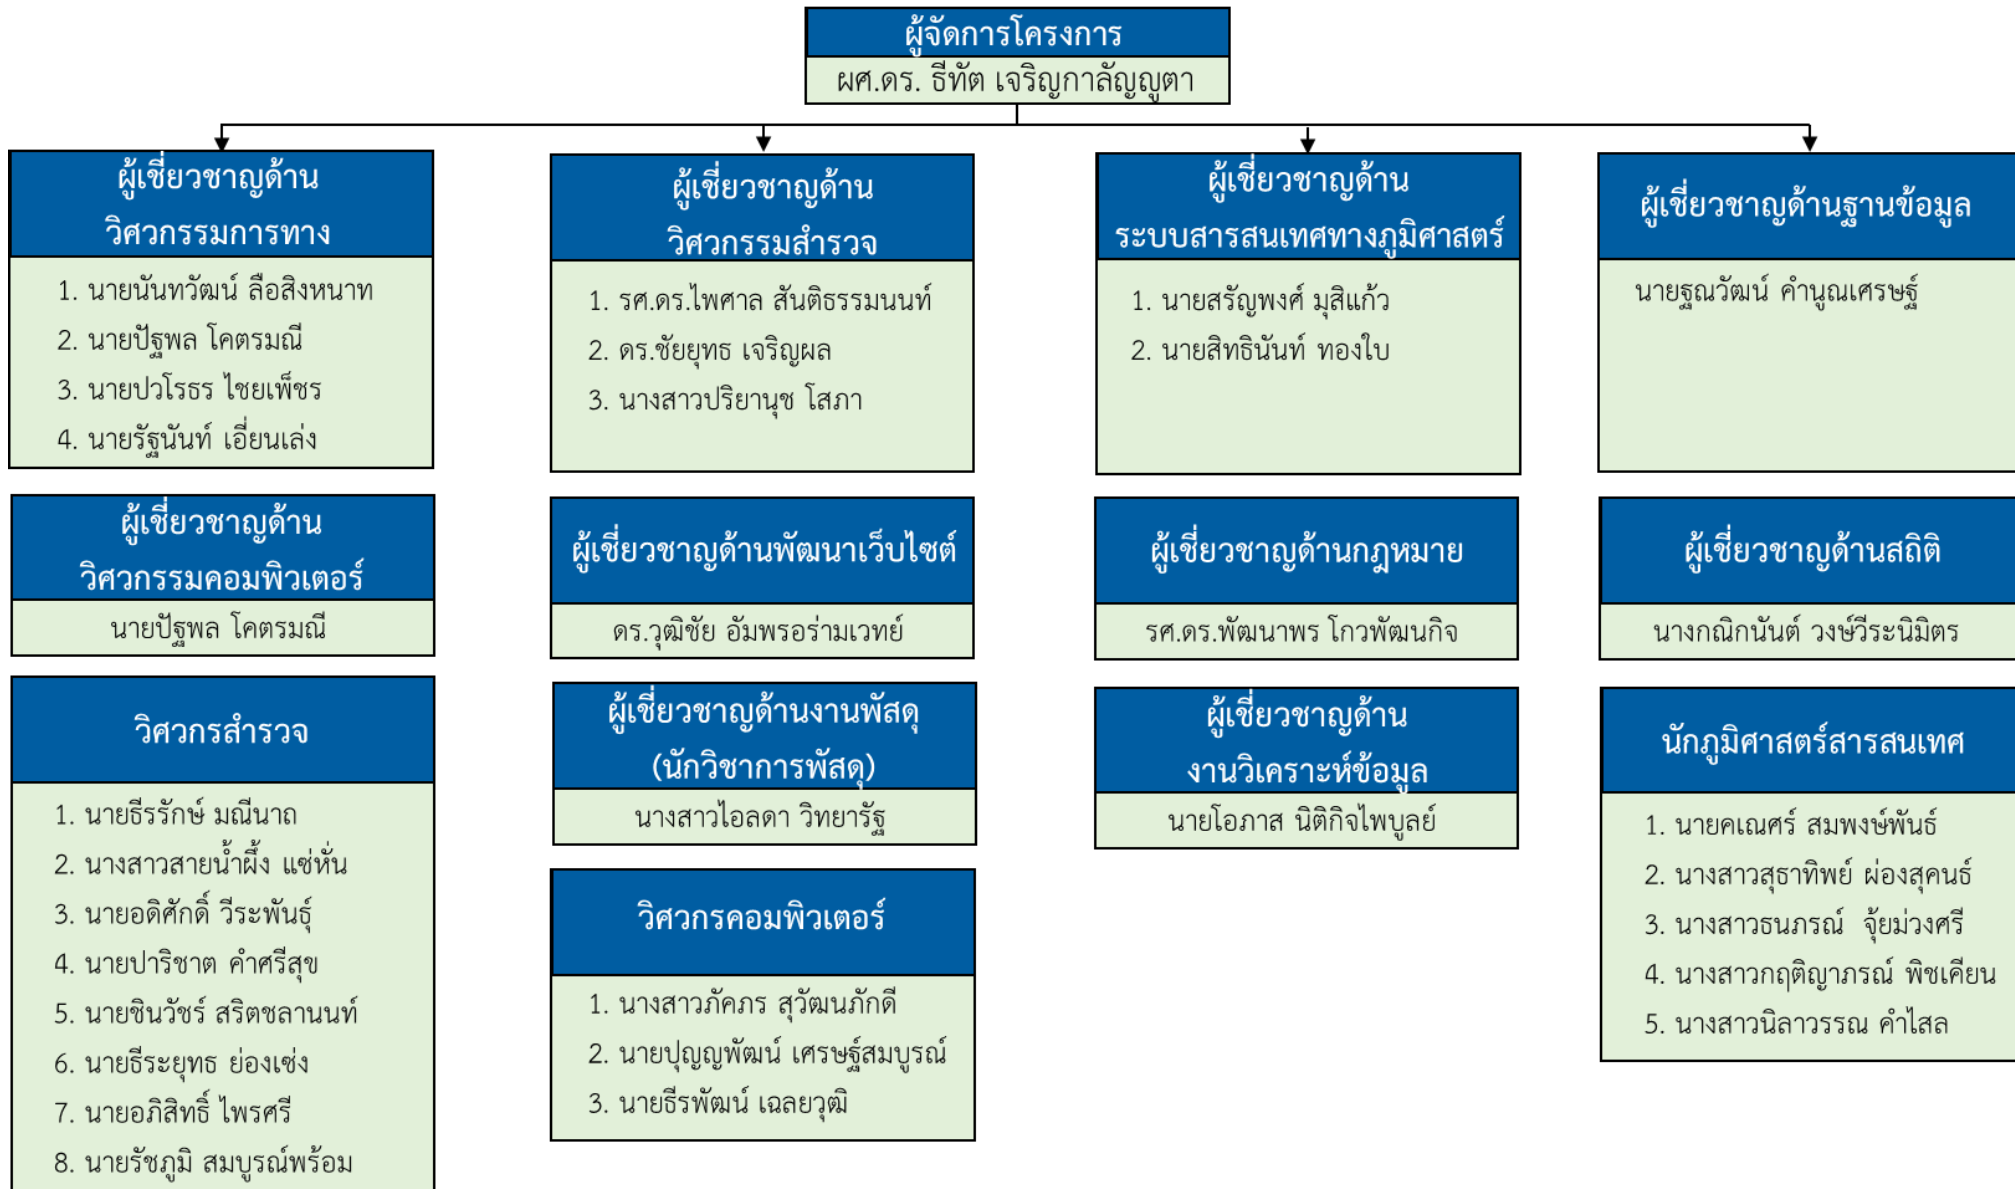 ผู้จัดการโครงการ
ผศ.ดร. ธีทัต เจริญกาลัญญูตา
ผู้เชี่ยวชาญด้าน
วิศวกรรมการทาง
1. นายนันทวัฒน์ ลือสิงหนาท
2. นายปัฐพล โคตรมณี
3. นายปวโรธร ไชยเพ็ชร
4. นายรัฐนันท์ เอี่ยนเล่ง
ผู้เชี่ยวชาญด้าน
วิศวกรรมสำรวจ
1. รศ.ดร.ไพศาล สันติธรรมนนท์
2. ดร.ชัยยุทธ เจริญผล
3. นางสาวปริยานุช โสภา
ผู้เชี่ยวชาญด้าน
ระบบสารสนเทศทางภูมิศาสตร์
1. นายสรัญพงศ์ มุสิแก้ว
2. นายสิทธินันท์ ทองใบ
ผู้เชี่ยวชาญด้านฐานข้อมูล
นายฐณวัฒน์ คำนูณเศรษฐ์
ผู้เชี่ยวชาญด้าน
วิศวกรรมคอมพิวเตอร์
นายปัฐพล โคตรมณี
ผู้เชี่ยวชาญด้านพัฒนาเว็บไซต์
ดร.วุฒิชัย อัมพรอร่ามเวทย์
ผู้เชี่ยวชาญด้านกฎหมาย
รศ.ดร.พัฒนาพร โกวพัฒนกิจ
ผู้เชี่ยวชาญด้านสถิติ
นางกณิกนันต์ วงษ์วีระนิมิตร
วิศวกรสำรวจ
1. นายธีรรักษ์ มณีนาถ
2. นางสาวสายน้ำผึ้ง แซ่หั่น
3. นายอดิศักดิ์ วีระพันธุ์
4. นายปาริชาต คำศรีสุข
5. นายชินวัชร์ สริตชลานนท์
6. นายธีระยุทธ ย่องเซ่ง
7. นายอภิสิทธิ์ ไพรศรี
8. นายรัชภูมิ สมบูรณ์พร้อม
ผู้เชี่ยวชาญด้านงานพัสดุ
(นักวิชาการพัสดุ)
นางสาวไอลดา วิทยารัฐ
วิศวกรคอมพิวเตอร์
1. นางสาวภัคภร สุวัฒนภักดี
2. นายปุญญพัฒน์ เศรษฐ์สมบูรณ์
3. นายธีรพัฒน์ เฉลยวุฒิ
ผู้เชี่ยวชาญด้าน
งานวิเคราะห์ข้อมูล
นายโอภาส นิติกิจไพบูลย์
นักภูมิศาสตร์สารสนเทศ
1. นายคเณศร์ สมพงษ์พันธ์
2. นางสาวสุธาทิพย์ ผ่องสุคนธ์
3. นางสาวธนภรณ์ จุ้ยม่วงศรี
4. นางสาวกฤติญาภรณ์ พิชเคียน
5. นางสาวนิลาวรรณ คำไสล